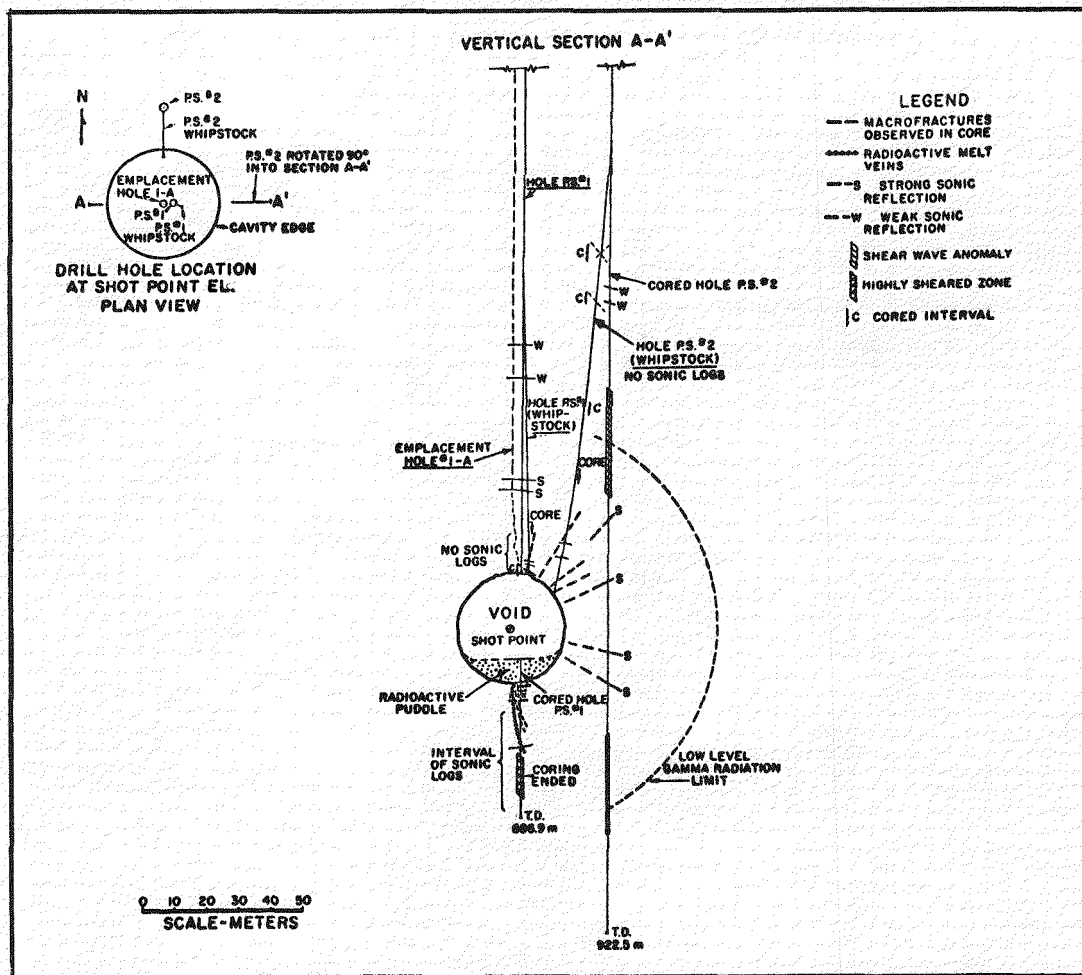 VERTICAL SECTION A-A'
N
P.S.#2
P.S.#2
WHIPSTOCK
P.S.#2 ROTATED 90°
INTO SECTION A-A'
EMPLACEMENT
HOLE 1-A
A
A'
P.S.#1
P.S.#1
WHIPSTOCK
CAVITY EDGE
DRILL HOLE LOCATION
AT SHOT POINT EL.
PLAN VIEW
LEGEND
MACROFRACTURES
OBSERVED IN CORE
RADIOACTIVE MELT
VEINS
S STRONG SONIC
REFLECTION
W WEAK SONIC
REFLECTION
SHEAR WAVE ANOMALY
HIGHLY SHEARED ZONE
C CORED INTERVAL
HOLE P.S.#1
C
CORED HOLE P.S.#2
W
W
C
HOLE P.S.#2
(WHIPSTOCK)
NO SONIC LOGS
W
W
HOLE P.S.#1
(WHIP-
STOCK)
C
EMPLACEMENT
HOLE #1-A
CORE
S
S
CORE
S
NO SONIC
LOGS
S
VOID
SHOT POINT
S
S
RADIOACTIVE
PUDDLE
CORED HOLE
P.S.#1
INTERVAL
OF SONIC
LOGS
CORING
ENDED
LOW LEVEL
GAMMA RADIATION
LIMIT
T.D.
T.D.
922.5 m
0 10 20 30 40 50
SCALE-METERS